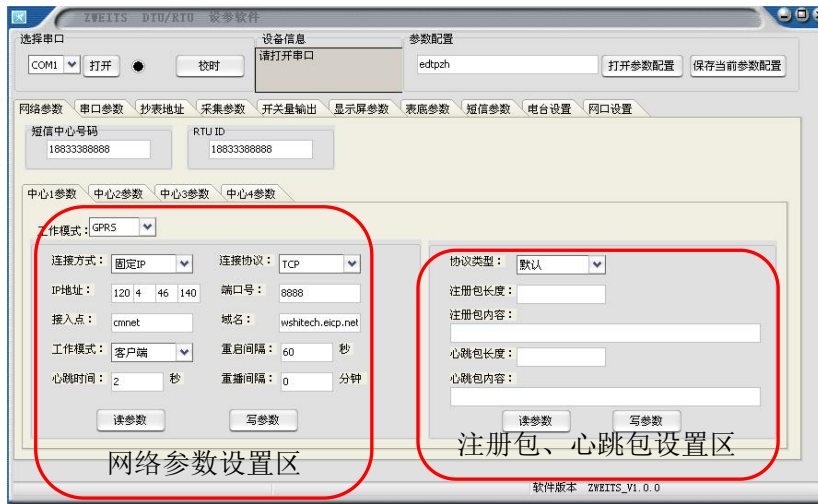 ZWEITS DTU/RTU 设参软件
选择串口
设备信息
参数配置
COM1 打开 校时
请打开串口
edtpzh 打开参数配置 保存当前参数配置
网络参数 串口参数 抄表地址 采集参数 开关量输出 显示屏参数 表底参数 短信参数 电台设置 网口设置
短信中心号码 RTU ID
18833388888 18833388888
中心1参数 中心2参数 中心3参数 中心4参数
工作模式：GPRS
连接方式：固定IP 连接协议：TCP
IP地址：120 4 46 140 端口号：8888
接入点：cmnet 域名：wshitech.eicp.net
工作模式：客户端 重启间隔：60 秒
心跳时间：2 秒 重播间隔：0 分钟
读参数 写参数
网络参数设置区
协议类型：默认
注册包长度：
注册包内容：
心跳包长度：
心跳包内容：
读参数 写参数
注册包、心跳包设置区
软件版本 ZWEITS_V1.0.0